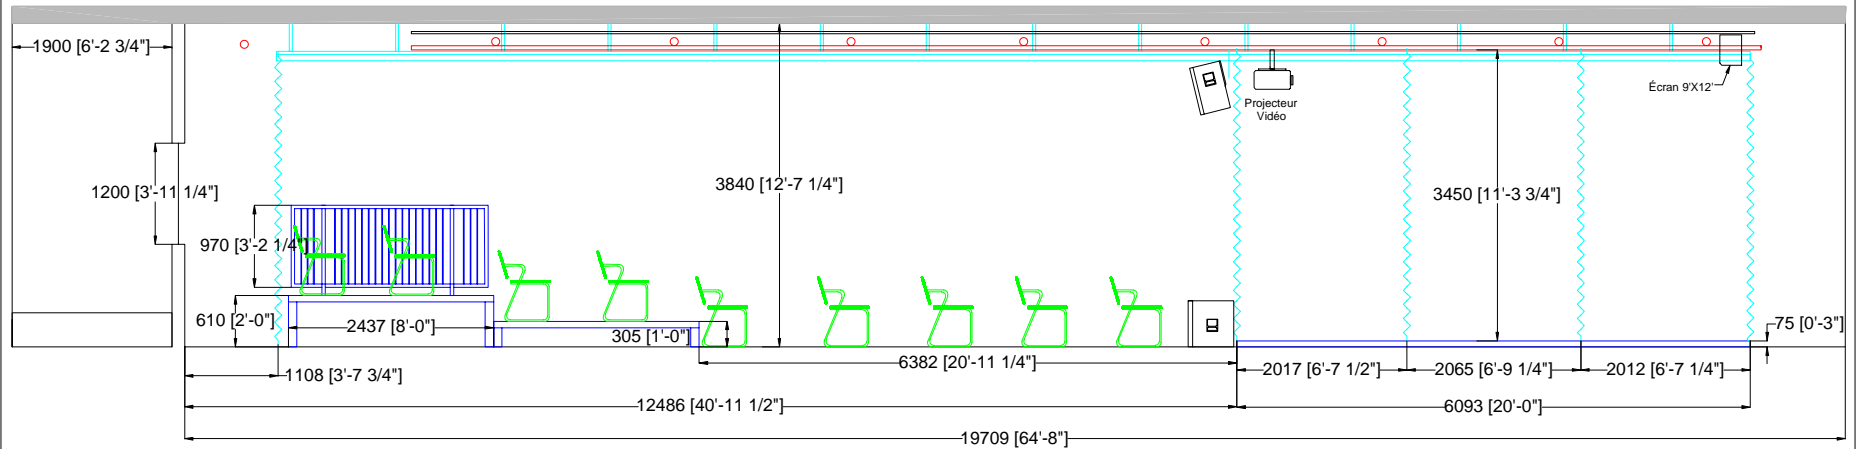 1900 [6'-2 3/4"]
Écran 9'X12'
Projecteur
Vidéo
1200 [3'-11 1/4"]
3840 [12'-7 1/4"]
3450 [11'-3 3/4"]
970 [3'-2 1/4"]
610 [2'-0"]
2437 [8'-0"]
305 [1'-0"]
75 [0'-3"]
6382 [20'-11 1/4"]
1108 [3'-7 3/4"]
2017 [6'-7 1/2"]
2065 [6'-9 1/4"]
2012 [6'-7 1/4"]
12486 [40'-11 1/2"]
6093 [20'-0"]
19709 [64'-8"]